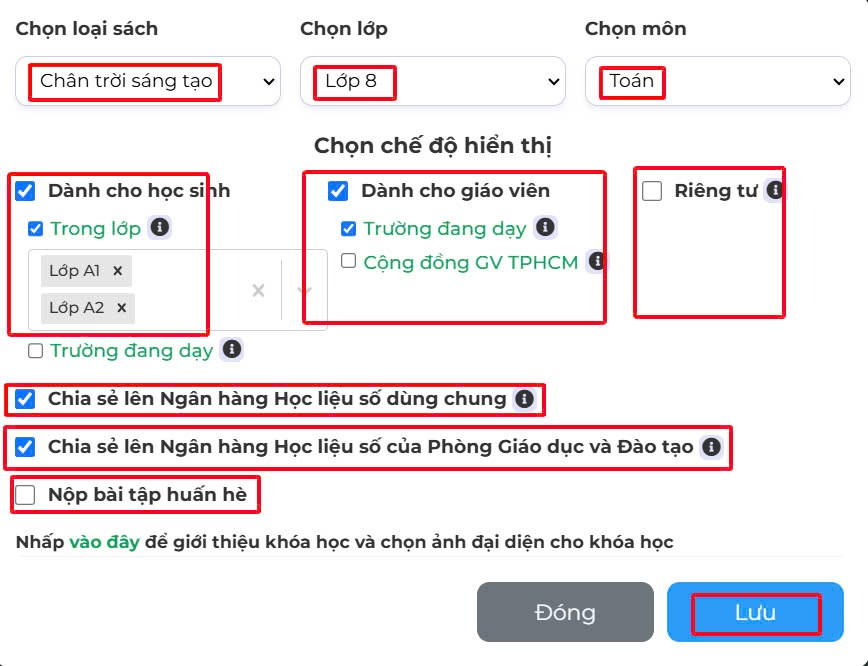 Chọn loại sách
Chọn lớp
Chọn môn
Chân trời sáng tạo
Lớp 8
Toán
Chọn chế độ hiển thị
Dành cho học sinh
Dành cho giáo viên
Riêng tư
Trong lớp
Trường đang dạy
Lớp A1 ×
Cộng đồng GV TPHCM
Lớp A2 ×
Trường đang dạy
Chia sẻ lên Ngân hàng Học liệu số dùng chung
Chia sẻ lên Ngân hàng Học liệu số của Phòng Giáo dục và Đào tạo
Nộp bài tập huấn hè
Nhấp vào đây để giới thiệu khóa học và chọn ảnh đại diện cho khóa học
Đóng
Lưu